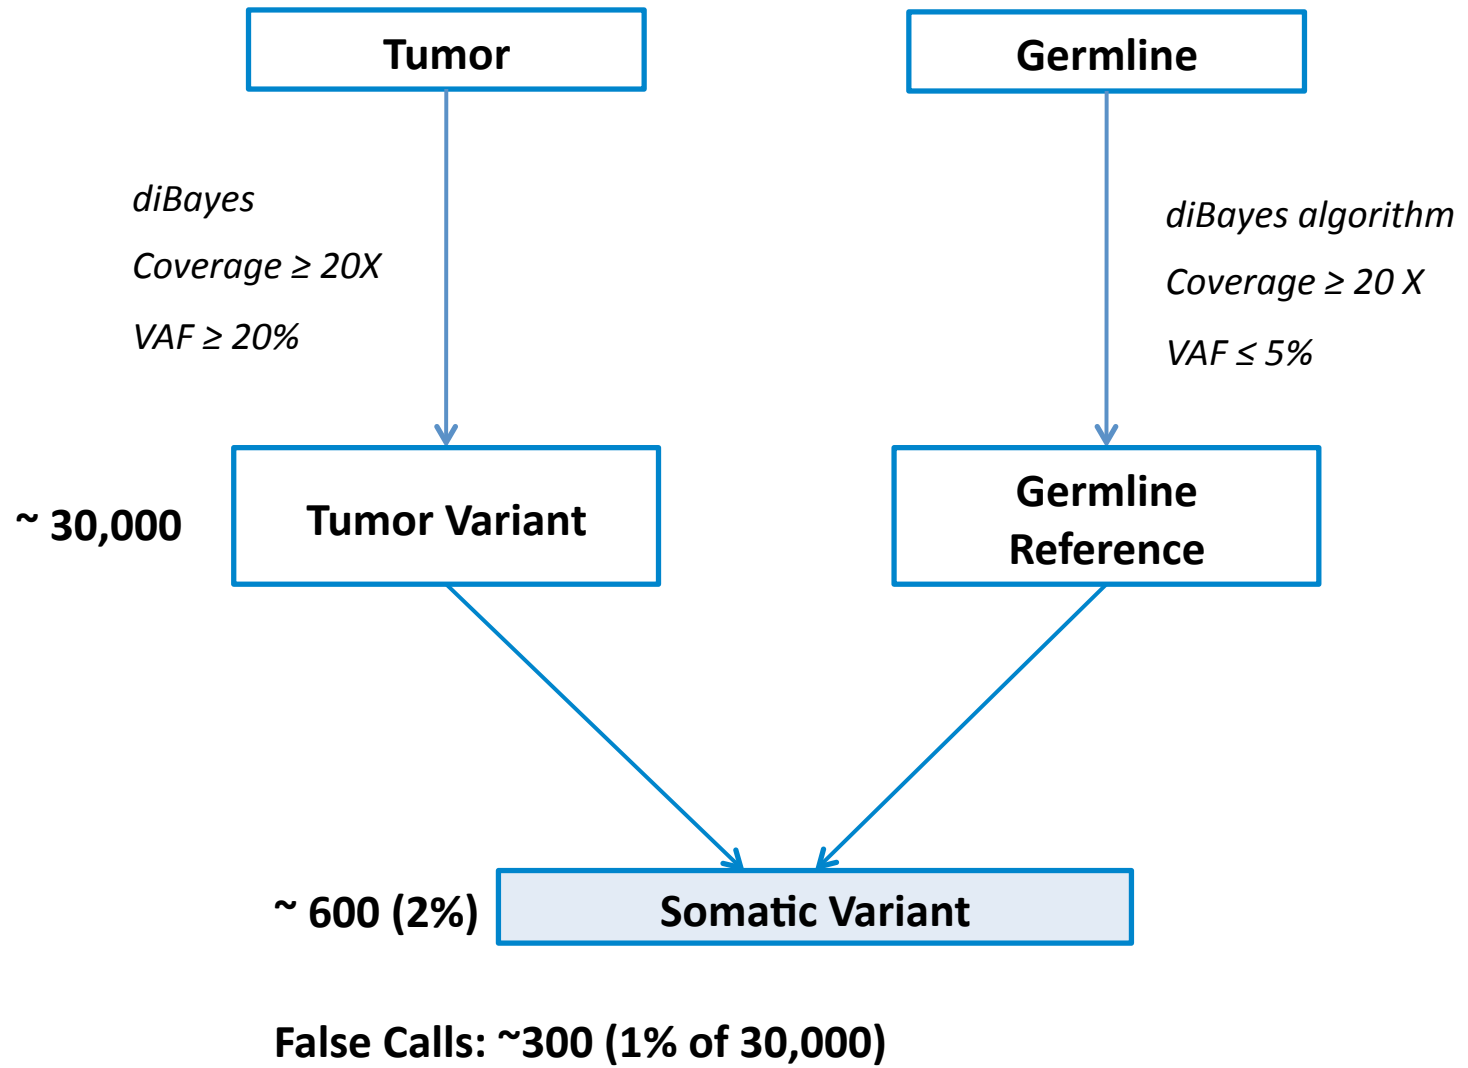 Tumor
Germline
diBayes
Coverage ≥ 20X
VAF ≥ 20%
diBayes algorithm
Coverage ≥ 20 X
VAF ≤ 5%
~ 30,000
Tumor Variant
Germline
Reference
~ 600 (2%)
Somatic Variant
False Calls: ~300 (1% of 30,000)